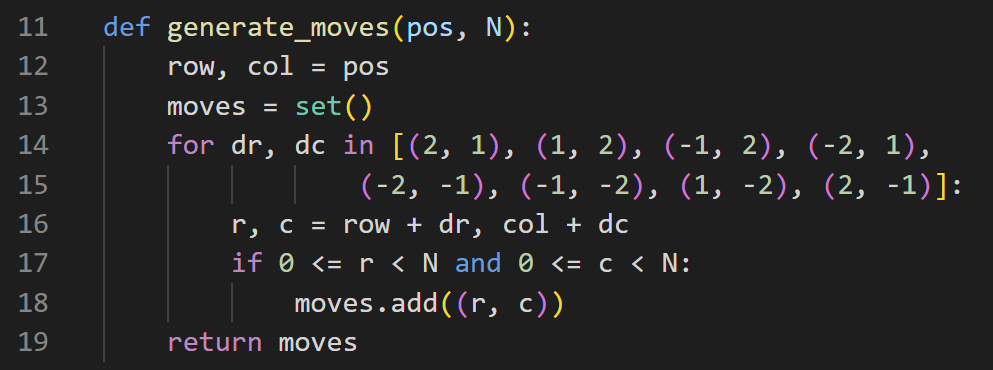 11 def generate_moves(pos, N):
12 row, col = pos
13 moves = set()
14 for dr, dc in [(2, 1), (1, 2), (-1, 2), (-2, 1),
15 (-2, -1), (-1, -2), (1, -2), (2, -1)]:
16 r, c = row + dr, col + dc
17 if 0 <= r < N and 0 <= c < N:
18 moves.add((r, c))
19 return moves